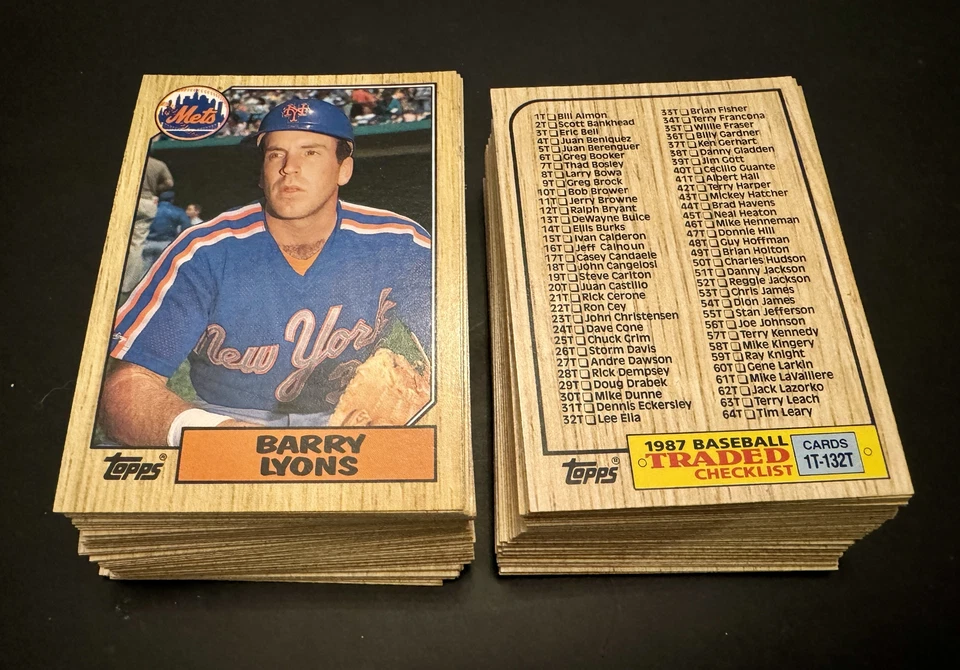 Mets
NY
New York
BARRY
LYONS
Topps®
1T Bill Almon
2T Scott Bankhead
3T Eric Bell
4T Juan Beniquez
5T Juan Berenguer
6T Greg Booker
7T Thad Bosley
8T Larry Bowa
9T Greg Brock
10T Bob Brower
11T Jerry Browne
12T Ralph Bryant
13T DeWayne Buice
14T Ellis Burks
15T Ivan Calderon
16T Jeff Calhoun
17T Casey Candaele
18T John Cangelosi
19T Steve Carlton
20T Juan Castillo
21T Rick Cerone
22T Ron Cey
23T John Christensen
24T Dave Cone
25T Chuck Crim
26T Storm Davis
27T Andre Dawson
28T Rick Dempsey
29T Doug Drabek
30T Mike Dunne
31T Dennis Eckersley
32T Lee Elia
33T Brian Fisher
34T Terry Francona
35T Willie Fraser
36T Billy Gardner
37T Ken Gerhart
38T Danny Gladden
39T Jim Gott
40T Cecilio Guante
41T Albert Hall
42T Terry Harper
43T Mickey Hatcher
44T Brad Havens
45T Neal Heaton
46T Mike Henneman
47T Donnie Hill
48T Guy Hoffman
49T Brian Holton
50T Charles Hudson
51T Danny Jackson
52T Reggie Jackson
53T Chris James
54T Dion James
55T Stan Jefferson
56T Joe Johnson
57T Terry Kennedy
58T Mike Kingery
59T Ray Knight
60T Gene Larkin
61T Mike LaValliere
62T Jack Lazorko
63T Terry Leach
64T Tim Leary
Topps®
1987 BASEBALL
TRADED
CHECKLIST
CARDS
1T-132T